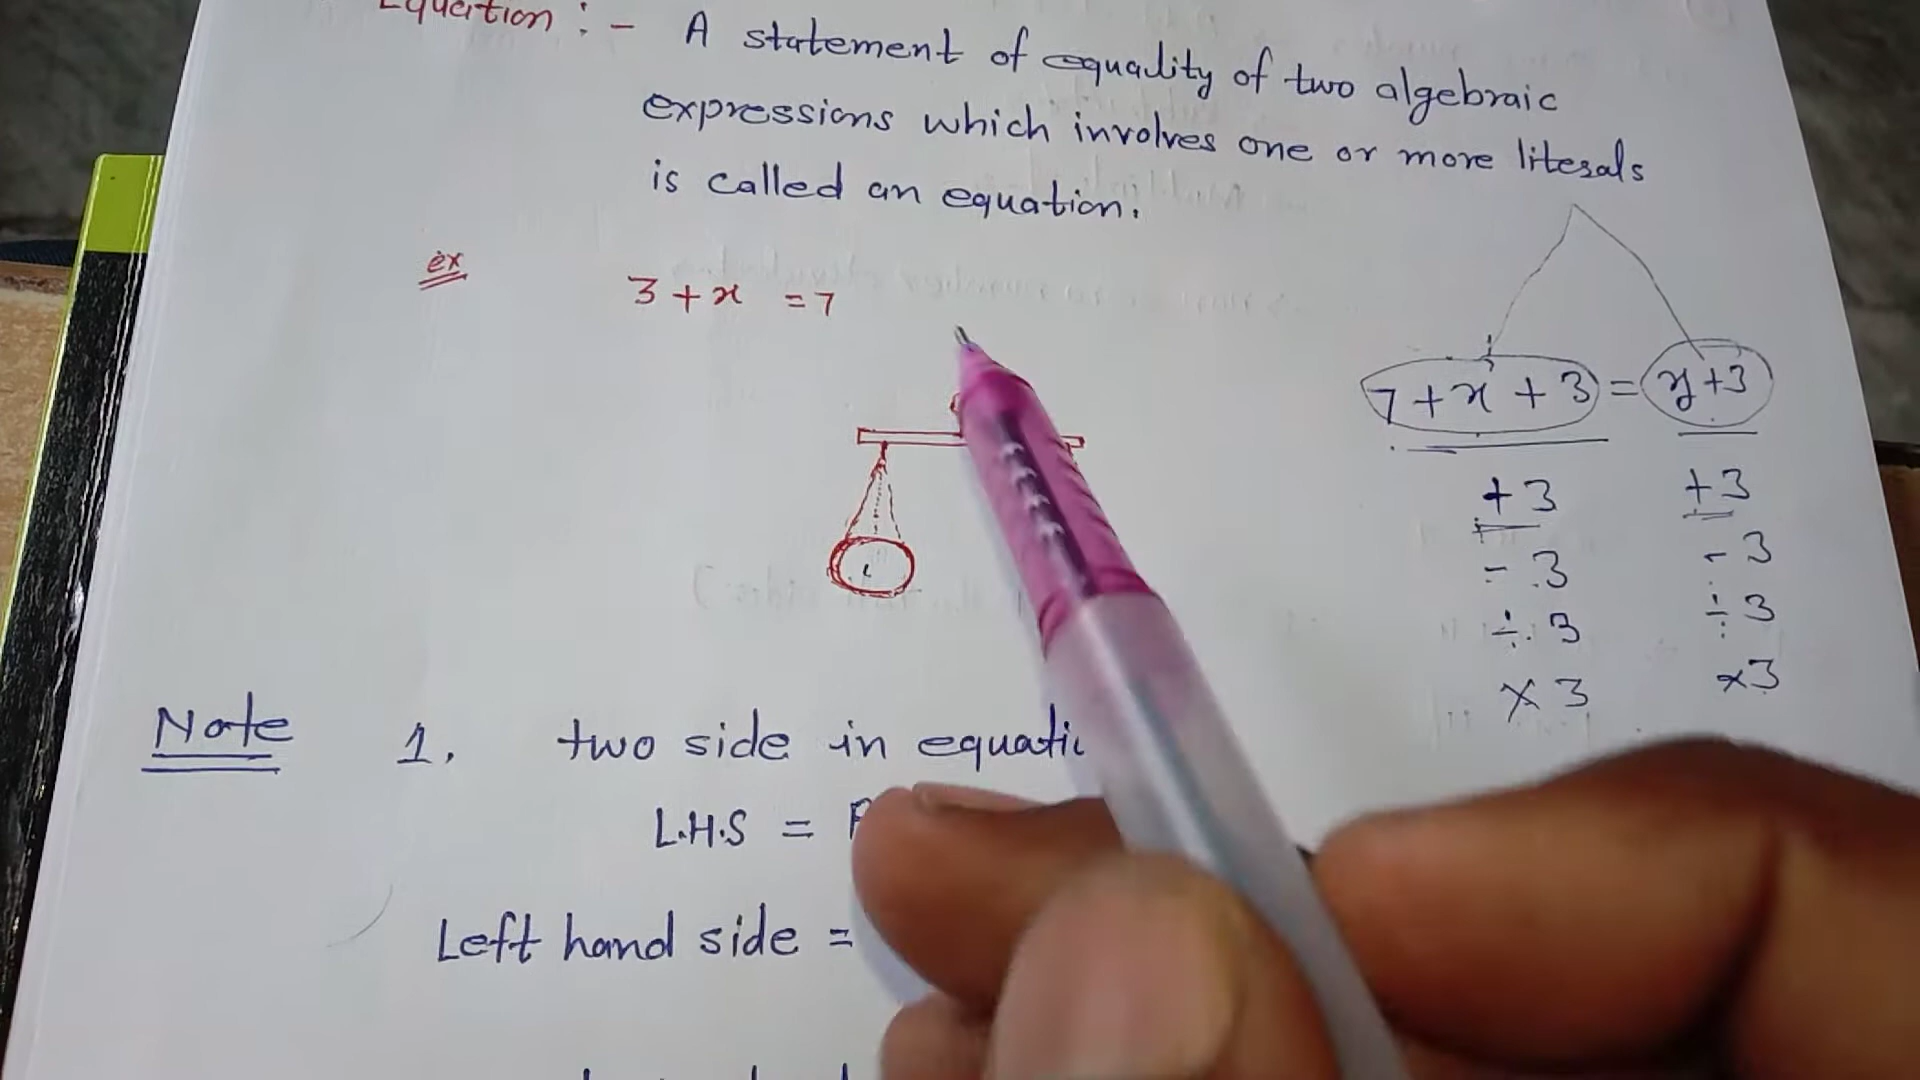 Equation :- A statement of equality of two algebraic
expressions which involves one or more literals
is called an equation.
ex 3 + x = 7
7 + x + 3 = y + 3
+ 3 + 3
- 3 - 3
÷ 3 ÷ 3
× 3 × 3
Note 1. two side in
L.H.S =
Left hand side =